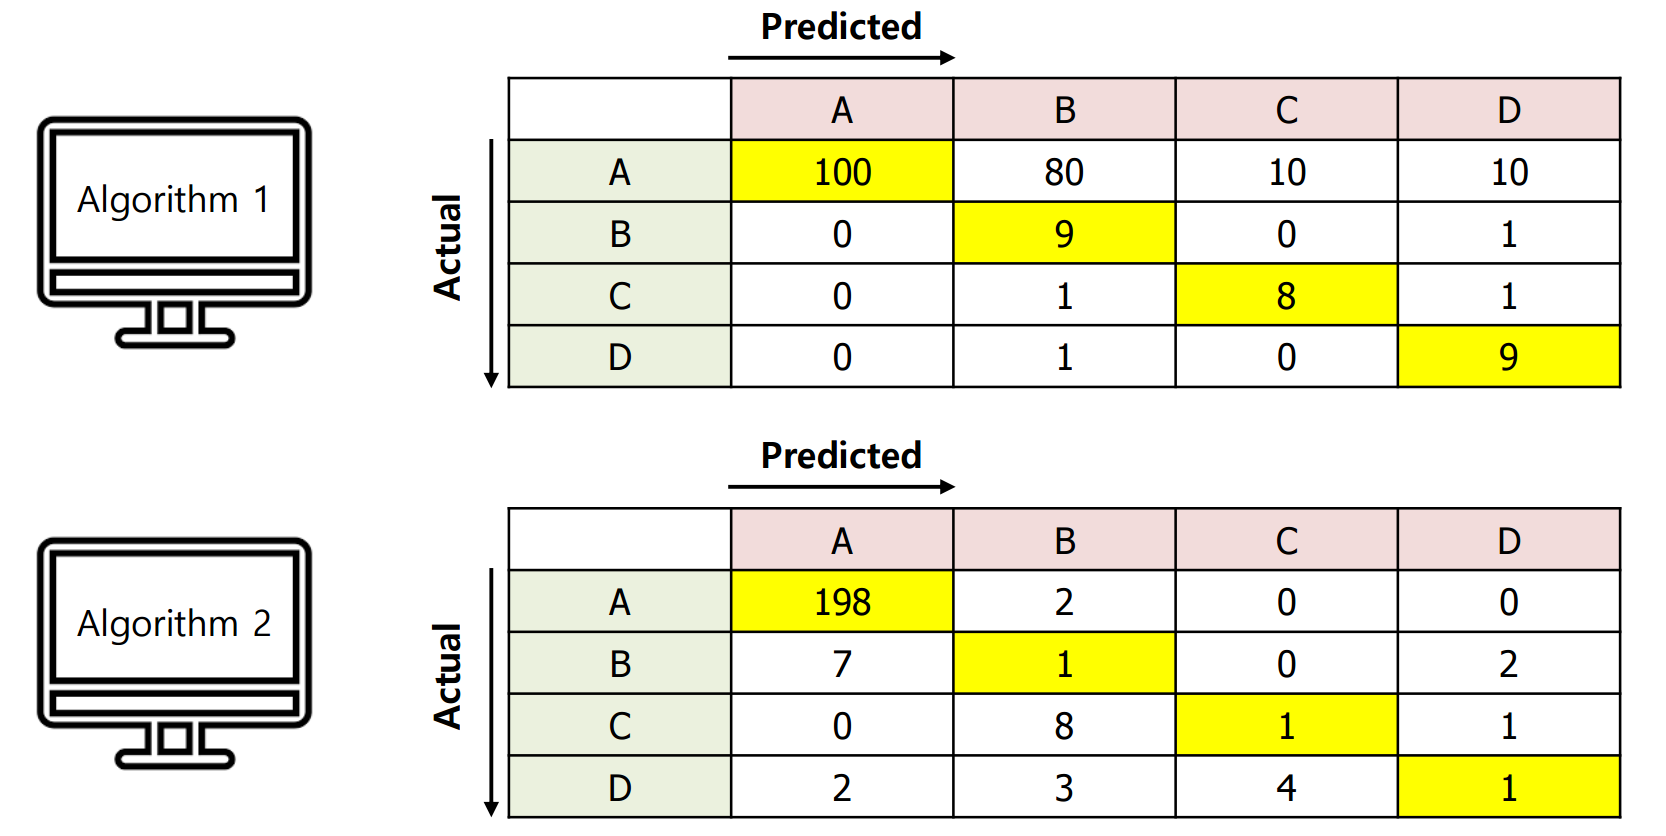 Predicted
Algorithm 1
Actual
A B C D
A 100 80 10 10
B 0 9 0 1
C 0 1 8 1
D 0 1 0 9
Predicted
Algorithm 2
Actual
A B C D
A 198 2 0 0
B 7 1 0 2
C 0 8 1 1
D 2 3 4 1